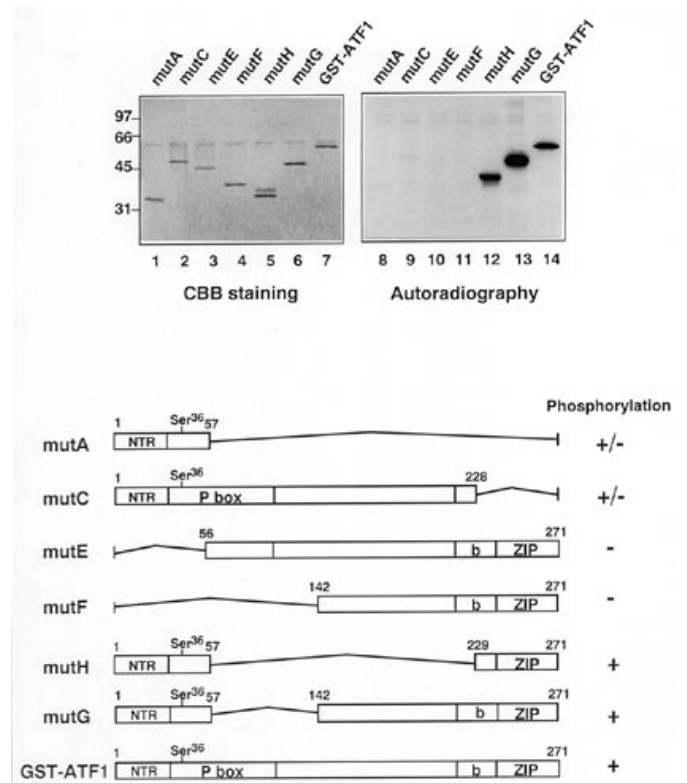 mutA mutC mutE mutF mutH mutG GST-ATF1 mutA mutC mutE mutF mutH mutG GST-ATF1
97
66
45
31
1 2 3 4 5 6 7 8 9 10 11 12 13 14
CBB staining Autoradiography
Phosphorylation
1 Ser36 57
mutA NTR +/-
1 Ser36 228
mutC NTR P box +/-
56 271
mutE b ZIP -
142 271
mutF b ZIP -
1 Ser36 57 229 271
mutH NTR ZIP +
1 Ser36 57 142 271
mutG NTR b ZIP +
1 Ser36 271
GST-ATF1 NTR P box b ZIP +